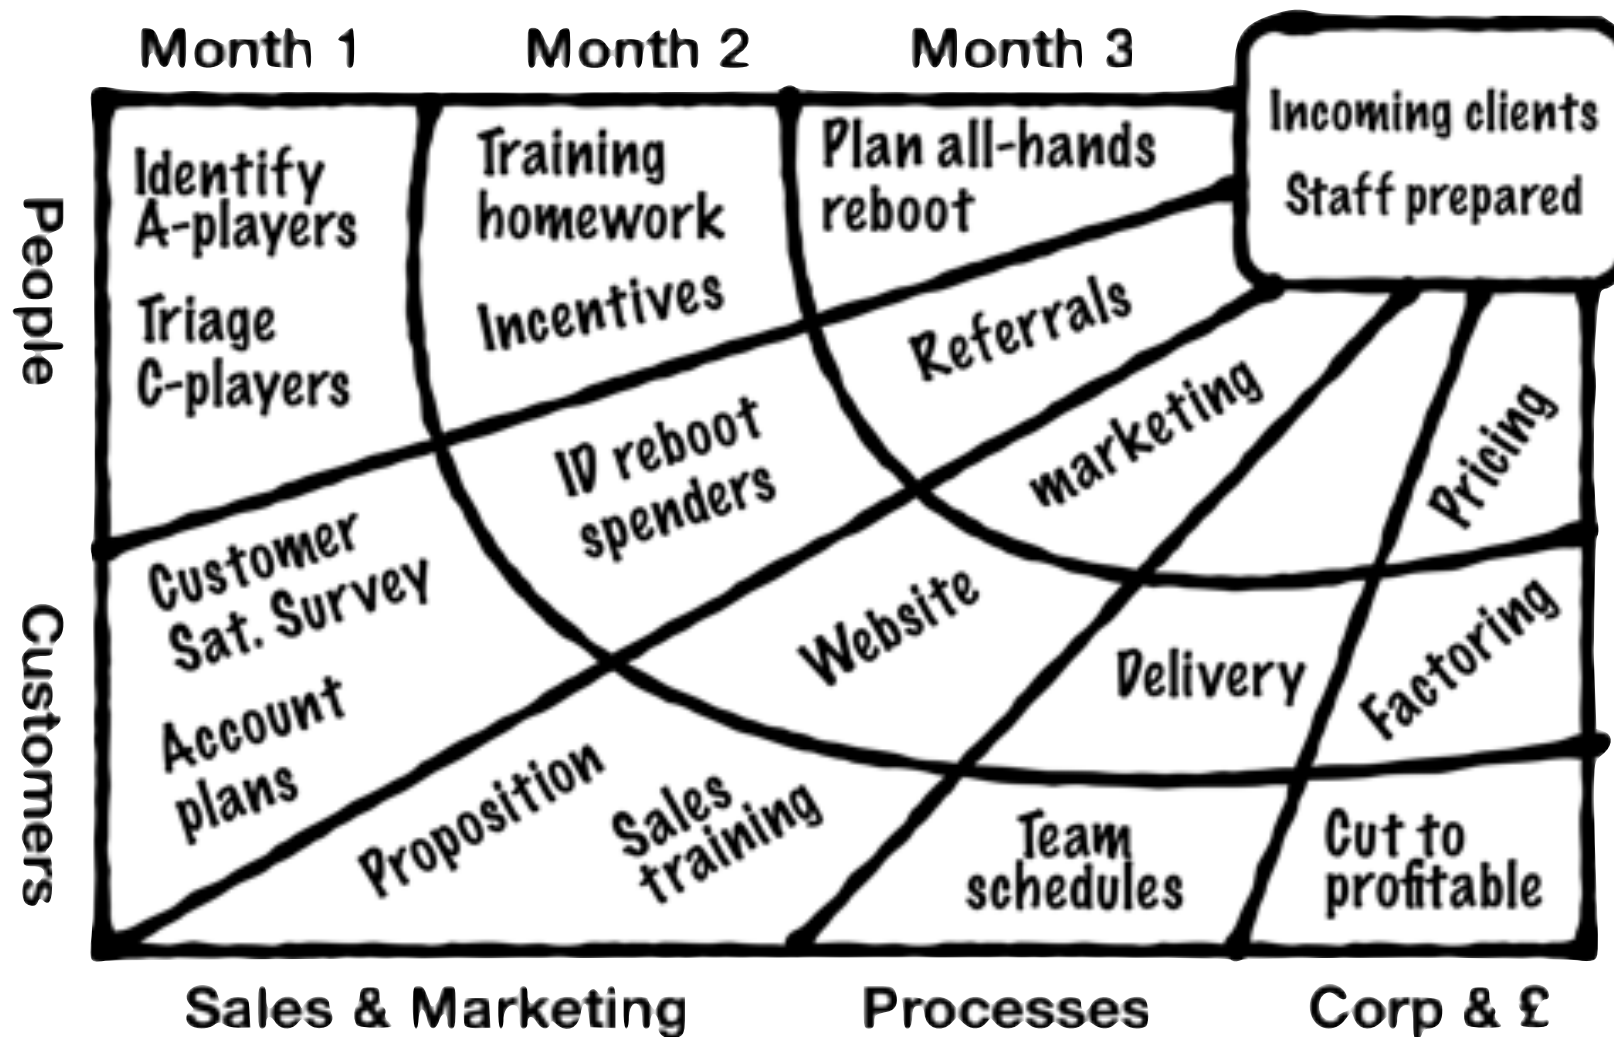 Month 1
Month 2
Month 3
Incoming clients
Staff prepared
People
Identify
A-players
Triage
C-players
Training
homework
Incentives
Plan all-hands
reboot
Customers
Customer
Sat. Survey
Account
plans
ID reboot
spenders
Referrals
Proposition
Sales
training
Website
marketing
Team
schedules
Delivery
Cut to
profitable
Factoring
Pricing
Sales & Marketing
Processes
Corp & £